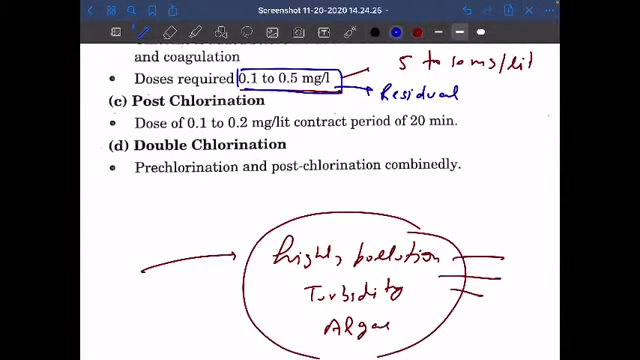 Screenshot 11-20-2020 14.24.25
and coagulation
• Doses required 0.1 to 0.5 mg/l
5 to 10 mg/lit
Residual
(c) Post Chlorination
• Dose of 0.1 to 0.2 mg/lit contract period of 20 min.
(d) Double Chlorination
• Prechlorination and post-chlorination combinedly.
highly pollution
Turbidity
Algae